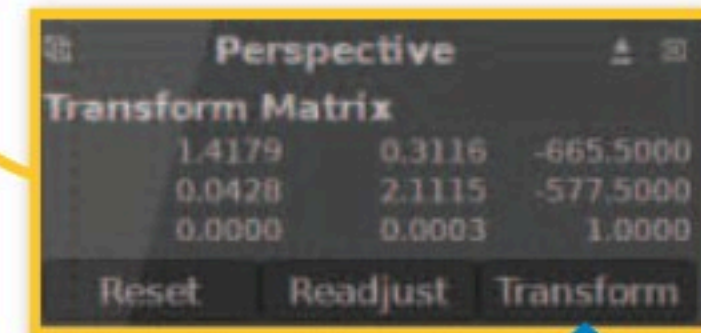 Perspective
Transform Matrix
1.4179 0.3116 -665.5000
0.0428 2.1115 -577.5000
0.0000 0.0003 1.0000
Reset Readjust Transform